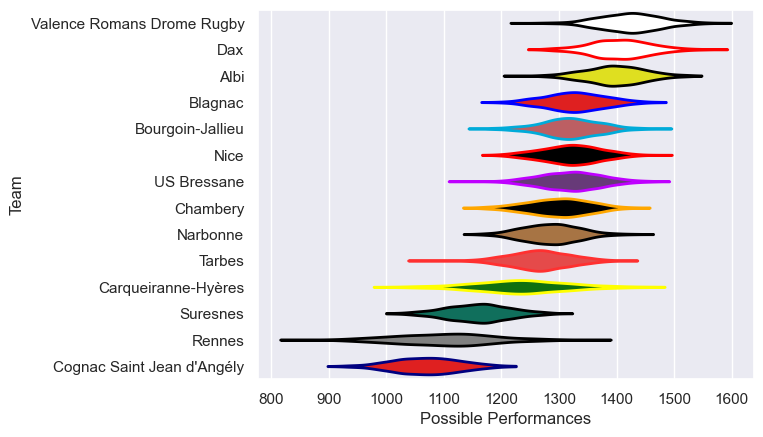 Valence Romans Drome Rugby
Dax
Albi
Blagnac
Bourgoin-Jallieu
Nice
US Bressane
Chambery
Narbonne
Tarbes
Carqueiranne-Hyères
Suresnes
Rennes
Cognac Saint Jean d'Angély
Team
800 900 1000 1100 1200 1300 1400 1500 1600
Possible Performances